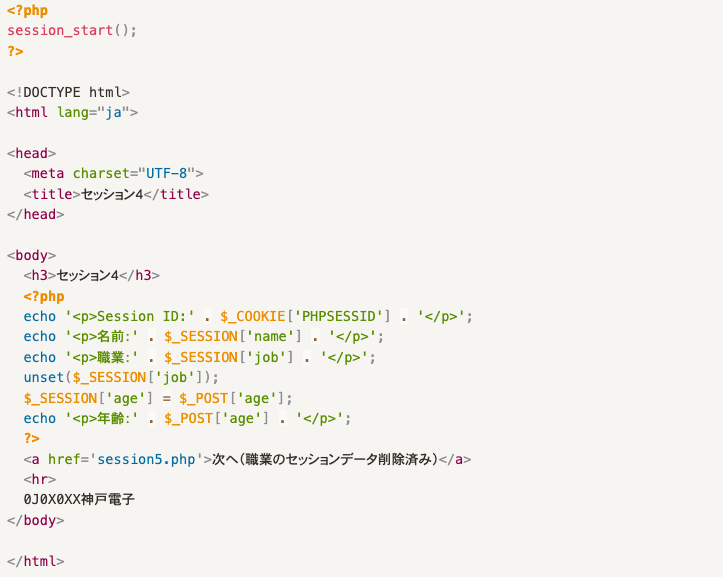 <?php
session_start();
?>

<!DOCTYPE html>
<html lang="ja">

<head>
  <meta charset="UTF-8">
  <title>セッション4</title>
</head>

<body>
  <h3>セッション4</h3>
  <?php
  echo '<p>Session ID:' . $_COOKIE['PHPSESSID'] . '</p>';
  echo '<p>名前:' . $_SESSION['name'] . '</p>';
  echo '<p>職業:' . $_SESSION['job'] . '</p>';
  unset($_SESSION['job']);
  $_SESSION['age'] = $_POST['age'];
  echo '<p>年齢:' . $_POST['age'] . '</p>';
  ?>
  <a href='session5.php'>次へ(職業のセッションデータ削除済み)</a>
  <hr>
  0J0X0XX神戸電子
</body>

</html>